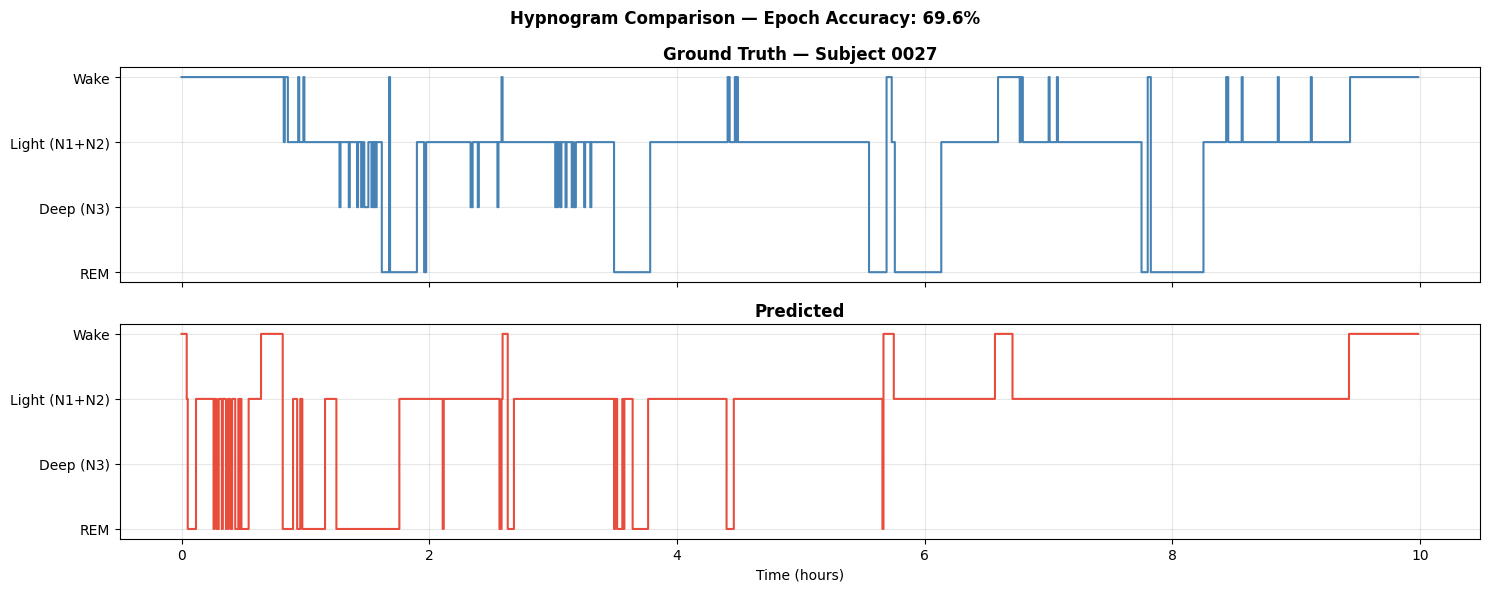 Hypnogram Comparison — Epoch Accuracy: 69.6%
Ground Truth — Subject 0027
Wake
Light (N1+N2)
Deep (N3)
REM
Predicted
Wake
Light (N1+N2)
Deep (N3)
REM
0 2 4 6 8 10
Time (hours)